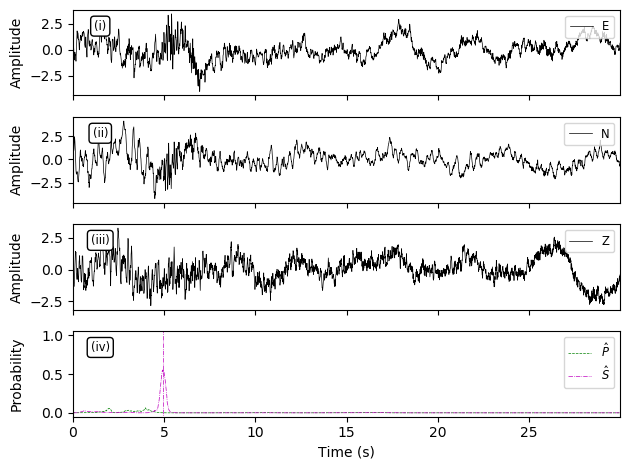 (i)
E
2.5
0.0
−2.5
Amplitude
(ii)
N
2.5
0.0
−2.5
Amplitude
(iii)
Z
2.5
0.0
−2.5
Amplitude
(iv)
P̂
Ŝ
1.0
0.5
0.0
Probability
0 5 10 15 20 25
Time (s)